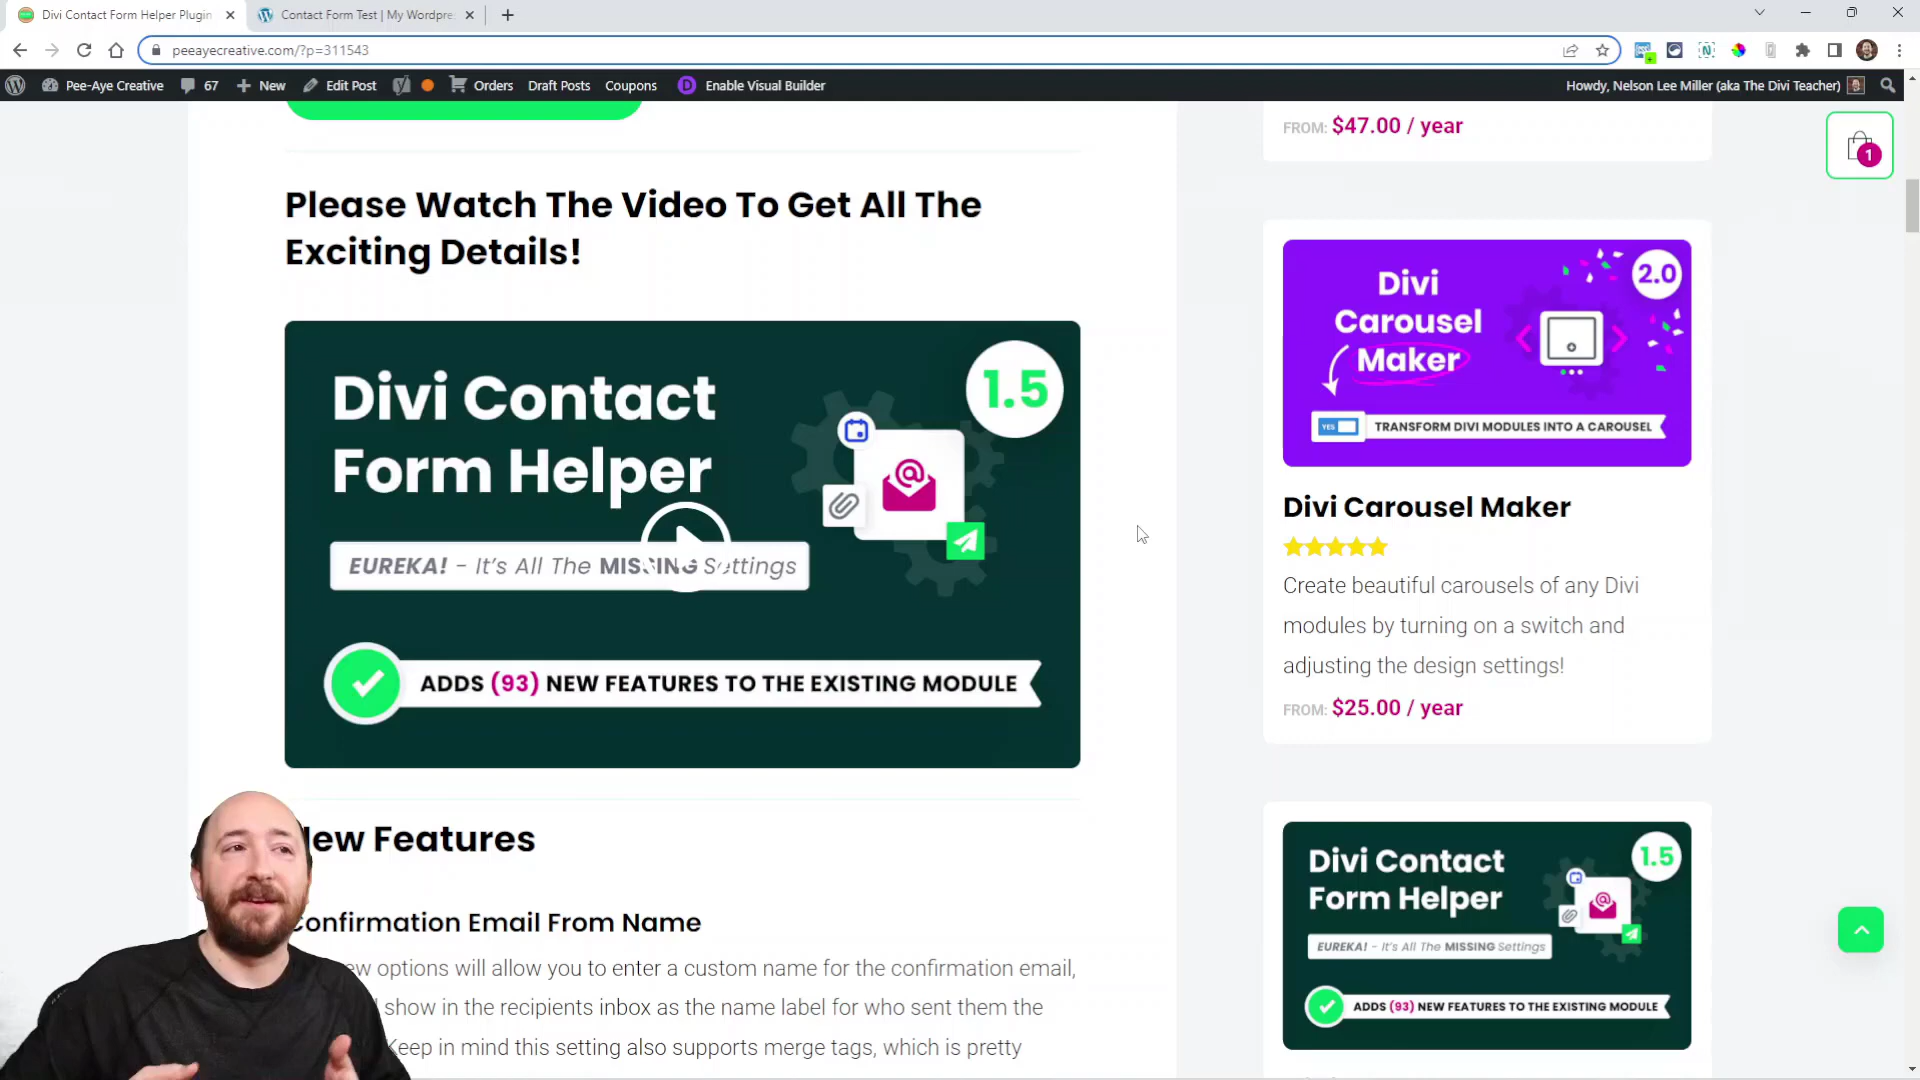 Divi Contact Form Helper Plugin
Contact Form Test | My Wordpre
peeayecreative.com/?p=311543
Pee-Aye Creative
67
New
Edit Post
Orders
Draft Posts
Coupons
Enable Visual Builder
Howdy, Nelson Lee Miller (aka The Divi Teacher)
FROM: $47.00 / year
1
Please Watch The Video To Get All The
Exciting Details!
Divi Contact
Form Helper
1.5
EUREKA! - It's All The MISSING Settings
ADDS (93) NEW FEATURES TO THE EXISTING MODULE
New Features
Confirmation Email From Name
options will allow you to enter a custom name for the confirmation email,
show in the recipients inbox as the name label for who sent them the
Keep in mind this setting also supports merge tags, which is pretty
Divi
Carousel
Maker
2.0
YES
TRANSFORM DIVI MODULES INTO A CAROUSEL
Divi Carousel Maker
Create beautiful carousels of any Divi
modules by turning on a switch and
adjusting the design settings!
FROM: $25.00 / year
Divi Contact
Form Helper
1.5
EUREKA! - It's All The MISSING Settings
ADDS (93) NEW FEATURES TO THE EXISTING MODULE